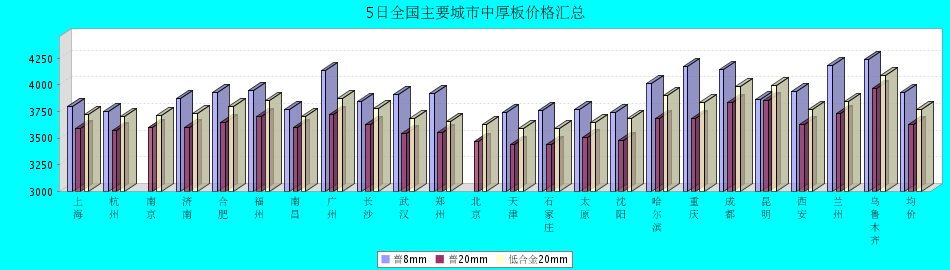 5日全国主要城市中厚板价格汇总
4250
4000
3750
3500
3250
3000
上海
杭州
南京
济南
合肥
福州
南昌
广州
长沙
武汉
郑州
北京
天津
石家庄
太原
沈阳
哈尔滨
重庆
成都
昆明
西安
兰州
乌鲁木齐
均价
普8mm 普20mm 低合金20mm